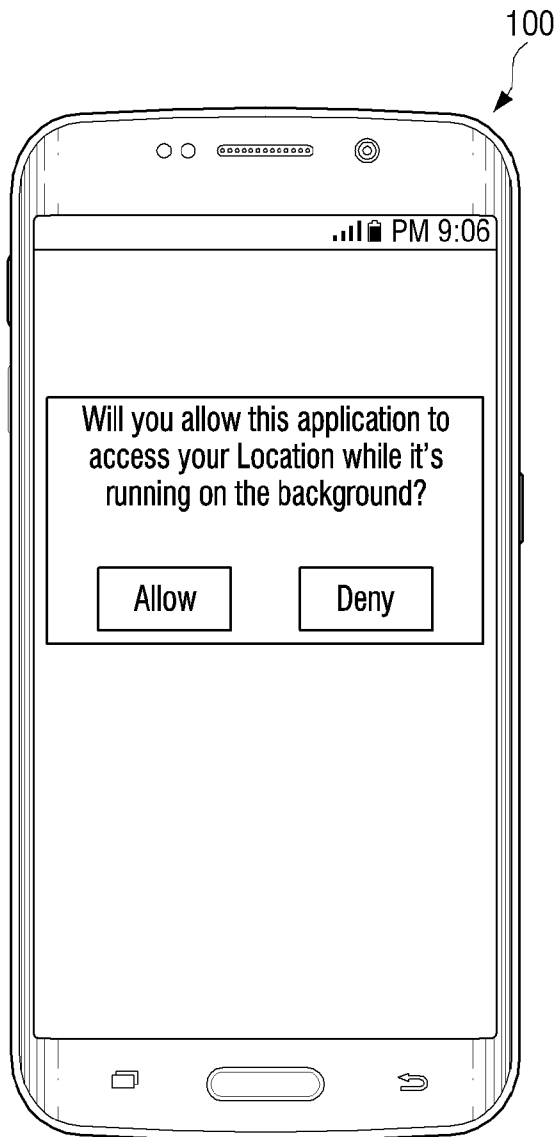 100
PM 9:06
Will you allow this application to
access your Location while it's
running on the background?
Allow Deny